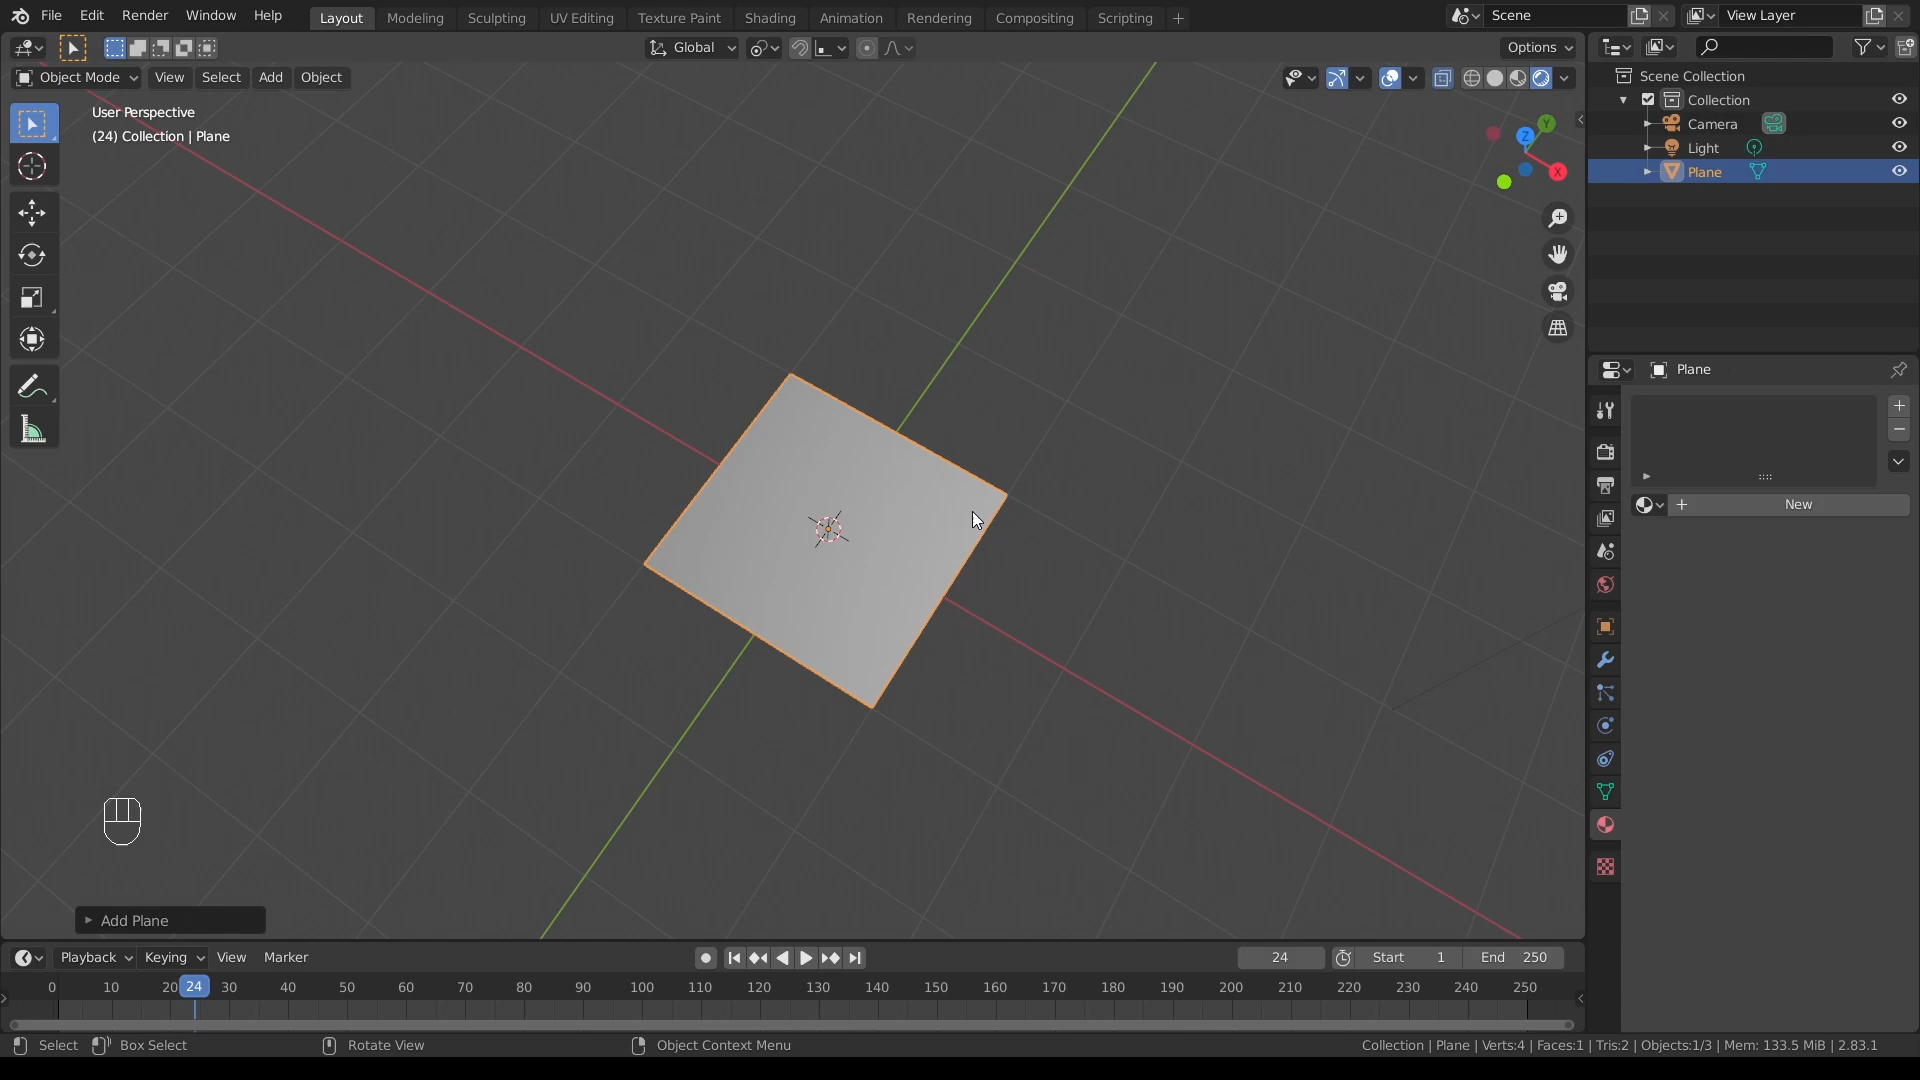 File Edit Render Window Help Layout Modeling Sculpting UV Editing Texture Paint Shading Animation Rendering Compositing Scripting + Scene View Layer
Global Options
Object Mode View Select Add Object
User Perspective
(24) Collection | Plane
Z Y X
Scene Collection
Collection
Camera
Light
Plane
Plane
+ New
Add Plane
Playback Keying View Marker 24 Start 1 End 250
0 10 20 24 30 40 50 60 70 80 90 100 110 120 130 140 150 160 170 180 190 200 210 220 230 240 250
Select Box Select Rotate View Object Context Menu Collection | Plane | Verts:4 | Faces:1 | Tris:2 | Objects:1/3 | Mem: 133.5 MiB | 2.83.1